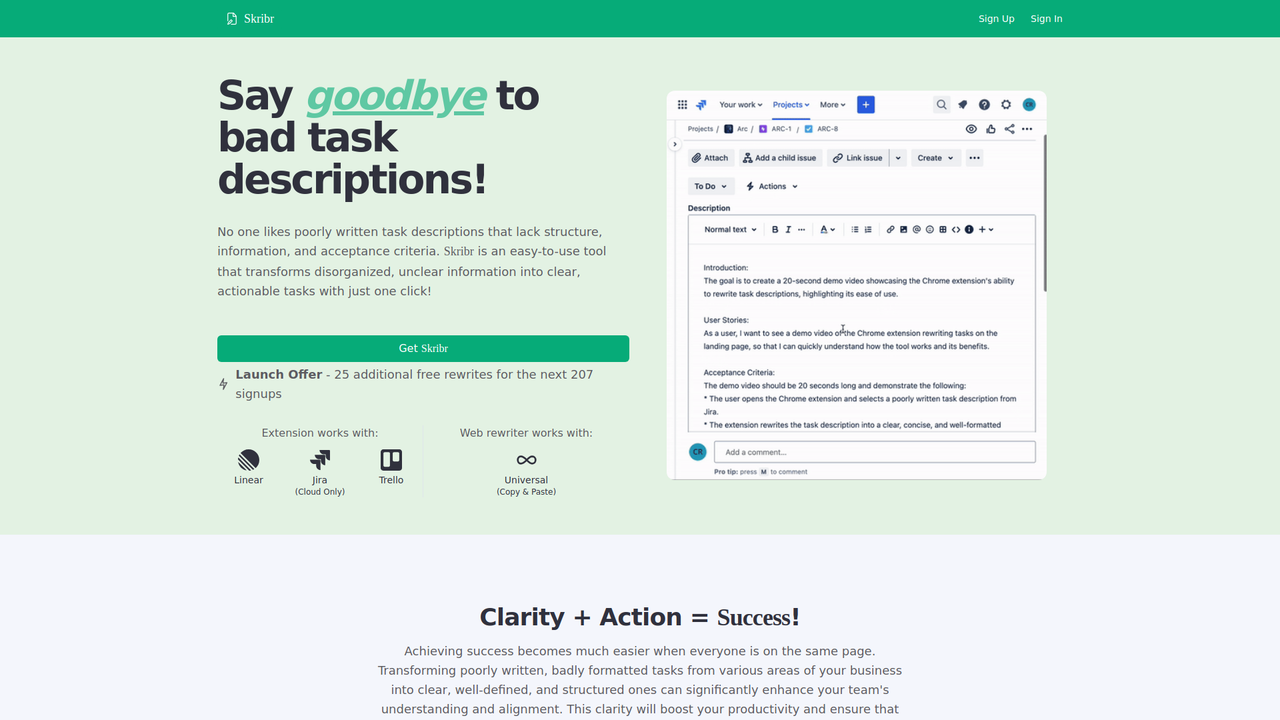 Skribr
Sign Up Sign In
Say goodbye to
bad task
descriptions!
No one likes poorly written task descriptions that lack structure,
information, and acceptance criteria. Skribr is an easy-to-use tool
that transforms disorganized, unclear information into clear,
actionable tasks with just one click!
Get Skribr
Launch Offer - 25 additional free rewrites for the next 207
signups
Extension works with:
Linear
Jira
(Cloud Only)
Trello
Web rewriter works with:
Universal
(Copy & Paste)
Your work Projects More
CR
Projects / Arc / ARC-1 / ARC-8
Attach Add a child issue Link issue Create
To Do Actions
Description
Normal text B I A
Introduction:
The goal is to create a 20-second demo video showcasing the Chrome extension's ability
to rewrite task descriptions, highlighting its ease of use.
User Stories:
As a user, I want to see a demo video of the Chrome extension rewriting tasks on the
landing page, so that I can quickly understand how the tool works and its benefits.
Acceptance Criteria:
The demo video should be 20 seconds long and demonstrate the following:
* The user opens the Chrome extension and selects a poorly written task description from
Jira.
* The extension rewrites the task description into a clear, concise, and well-formatted
CR
Add a comment...
Pro tip: press M to comment
Clarity + Action = Success!
Achieving success becomes much easier when everyone is on the same page.
Transforming poorly written, badly formatted tasks from various areas of your business
into clear, well-defined, and structured ones can significantly enhance your team's
understanding and alignment. This clarity will boost your productivity and ensure that